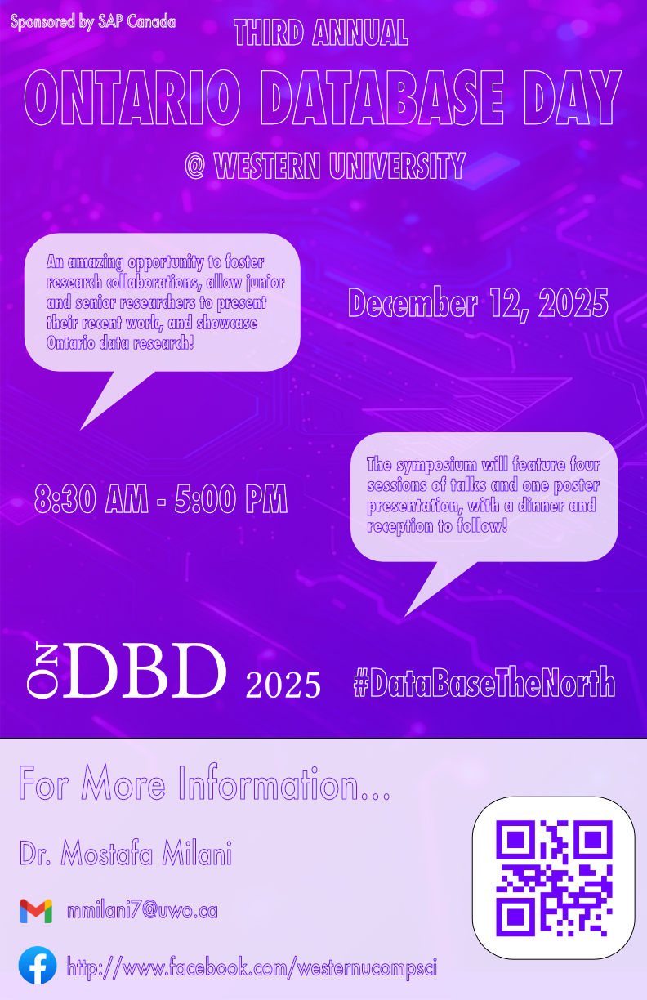 Sponsored by SAP Canada
THIRD ANNUAL
ONTARIO DATABASE DAY
@ WESTERN UNIVERSITY
An amazing opportunity to foster
research collaborations, allow junior
and senior researchers to present
their recent work, and showcase
Ontario data research!
December 12, 2025
8:30 AM - 5:00 PM
The symposium will feature four
sessions of talks and one poster
presentation, with a dinner and
reception to follow!
ON DBD 2025
#DataBaseTheNorth
For More Information...
Dr. Mostafa Milani
mmilani7@uwo.ca
http://www.facebook.com/westernucompsci